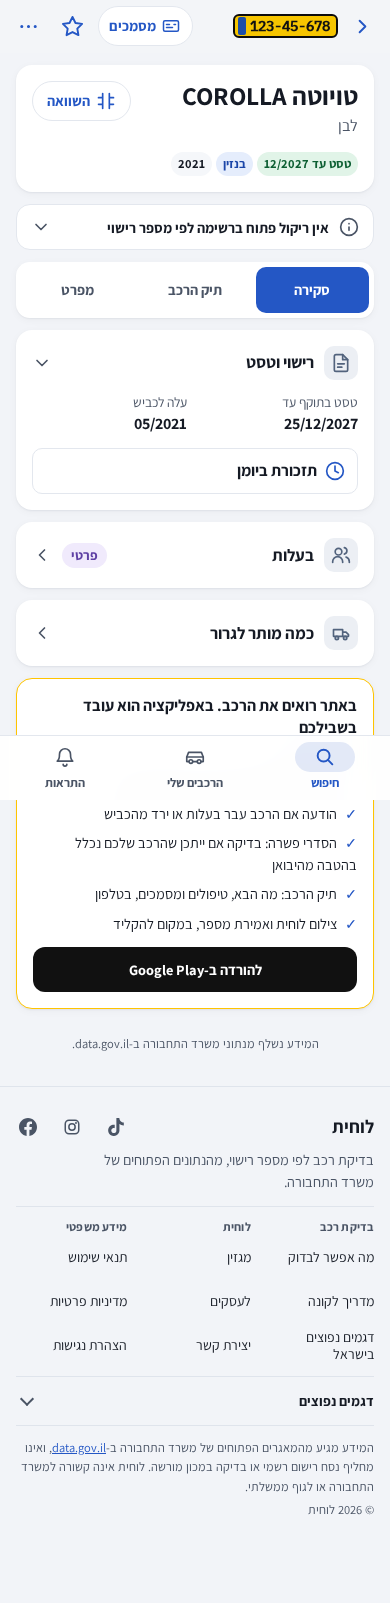 123-45-678
מסמכים
טויוטה COROLLA
השוואה
לבן
טסט עד 12/2027
בנזין
2021
אין ריקול פתוח ברשימה לפי מספר רישוי
סקירה
תיק הרכב
מפרט
רישוי וטסט
טסט בתוקף עד
עלה לכביש
25/12/2027
05/2021
תזכורת ביומן
בעלות
פרטי
כמה מותר לגרור
באתר רואים את הרכב. באפליקציה הוא עובד
בשבילכם
חיפוש
הרכבים שלי
התראות
✓ הודעה אם הרכב עבר בעלות או ירד מהכביש
✓ הסדרי פשרה: בדיקה אם ייתכן שהרכב שלכם נכלל
בהטבה מהיבואן
✓ תיק הרכב: מה הבא, טיפולים ומסמכים, בטלפון
✓ צילום לוחית ואמירת מספר, במקום להקליד
להורדה ב-Google Play
המידע נשלף מנתוני משרד התחבורה ב-data.gov.il.
לוחית
בדיקת רכב לפי מספר רישוי, מהנתונים הפתוחים של
משרד התחבורה.
בדיקת רכב
לוחית
מידע משפטי
מה אפשר לבדוק
מגזין
תנאי שימוש
מדריך לקונה
לעסקים
מדיניות פרטיות
דגמים נפוצים
בישראל
יצירת קשר
הצהרת נגישות
דגמים נפוצים
המידע מגיע מהמאגרים הפתוחים של משרד התחבורה ב-data.gov.il, ואינו
מחליף נסח רישום רשמי או בדיקה במכון מורשה. לוחית אינה קשורה למשרד
התחבורה או לגוף ממשלתי.
© 2026 לוחית